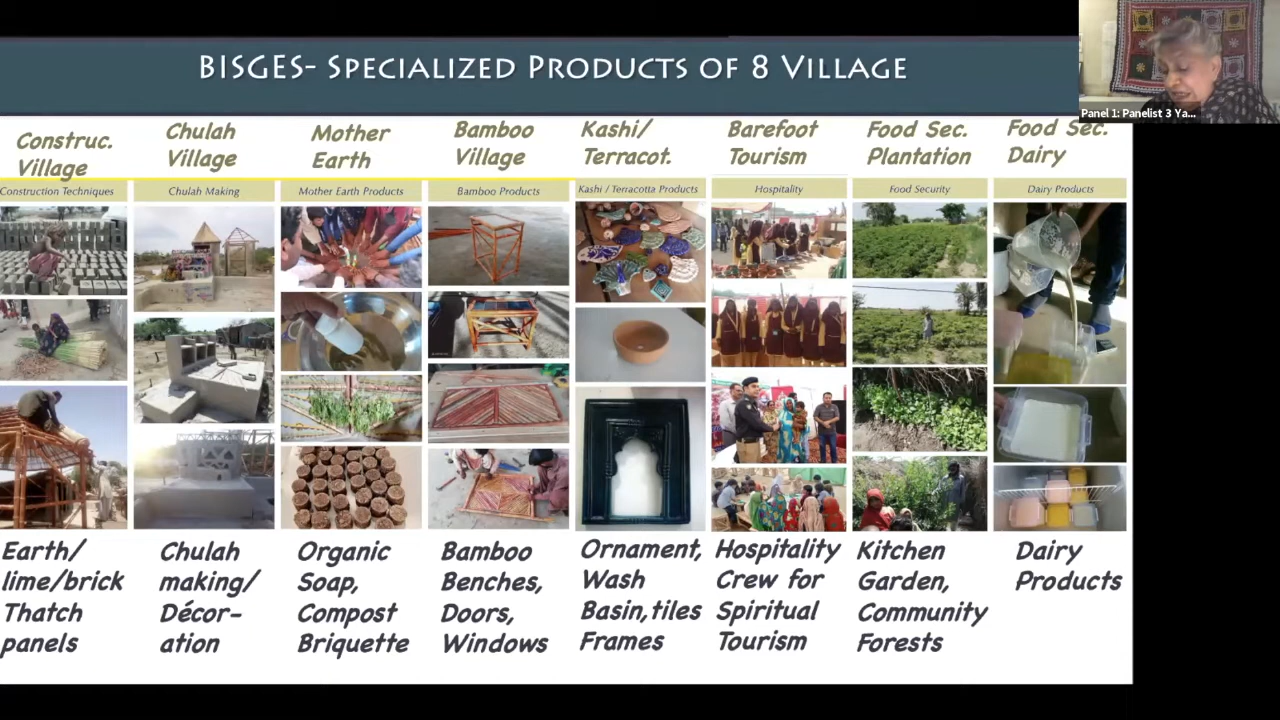 BISGES- SPECIALIZED PRODUCTS OF 8 VILLAGE
Panel 1: Panelist 3 Ya...
Construc.
Village
Chulah
Village
Mother
Earth
Bamboo
Village
Kashi/
Terracot.
Barefoot
Tourism
Food Sec.
Plantation
Food Sec.
Dairy
Construction Techniques
Chulah Making
Mother Earth Products
Bamboo Products
Kashi / Terracotta Products
Hospitality
Food Security
Dairy Products
Earth/
lime/brick
Thatch
panels
Chulah
making/
Décor-
ation
Organic
Soap,
Compost
Briquette
Bamboo
Benches,
Doors,
Windows
Ornament,
Wash
Basin,tiles
Frames
Hospitality
Crew for
Spiritual
Tourism
Kitchen
Garden,
Community
Forests
Dairy
Products